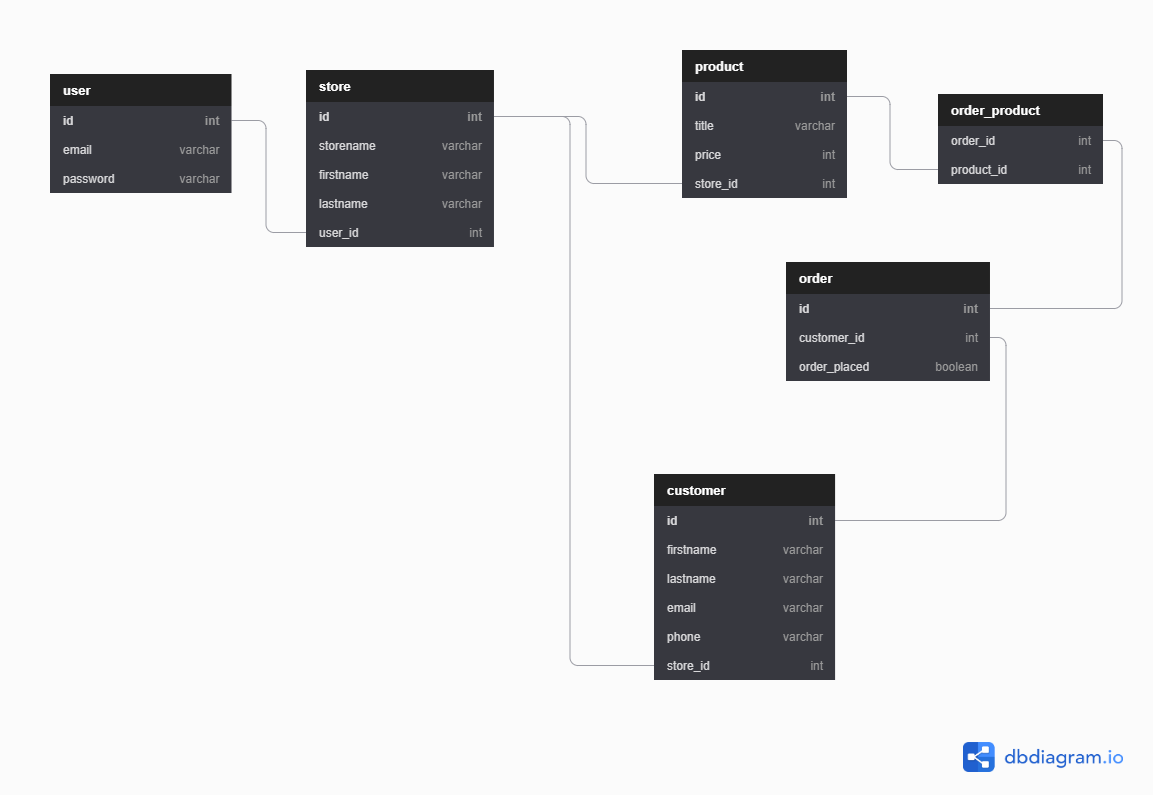 user
id int
email varchar
password varchar
store
id int
storename varchar
firstname varchar
lastname varchar
user_id int
product
id int
title varchar
price int
store_id int
order_product
order_id int
product_id int
order
id int
customer_id int
order_placed boolean
customer
id int
firstname varchar
lastname varchar
email varchar
phone varchar
store_id int
dbdiagram.io